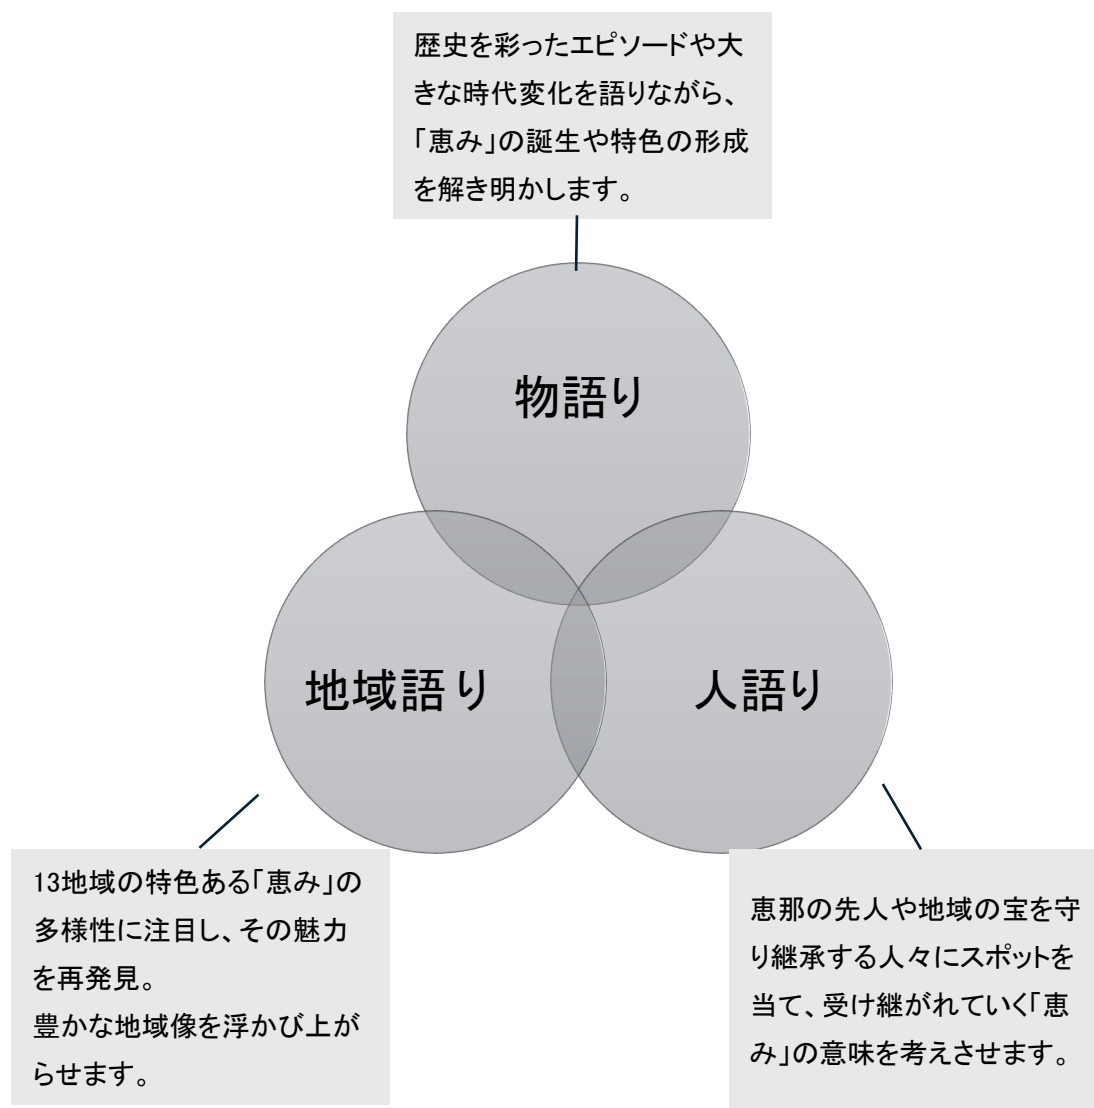 歴史を彩ったエピソードや大
きな時代変化を語りながら、
「恵み」の誕生や特色の形成
を解き明かします。
物語り
地域語り
人語り
13地域の特色ある「恵み」の
多様性に注目し、その魅力
を再発見。
豊かな地域像を浮かび上が
らせます。
恵那の先人や地域の宝を守
り継承する人々にスポットを
当て、受け継がれていく「恵
み」の意味を考えさせます。